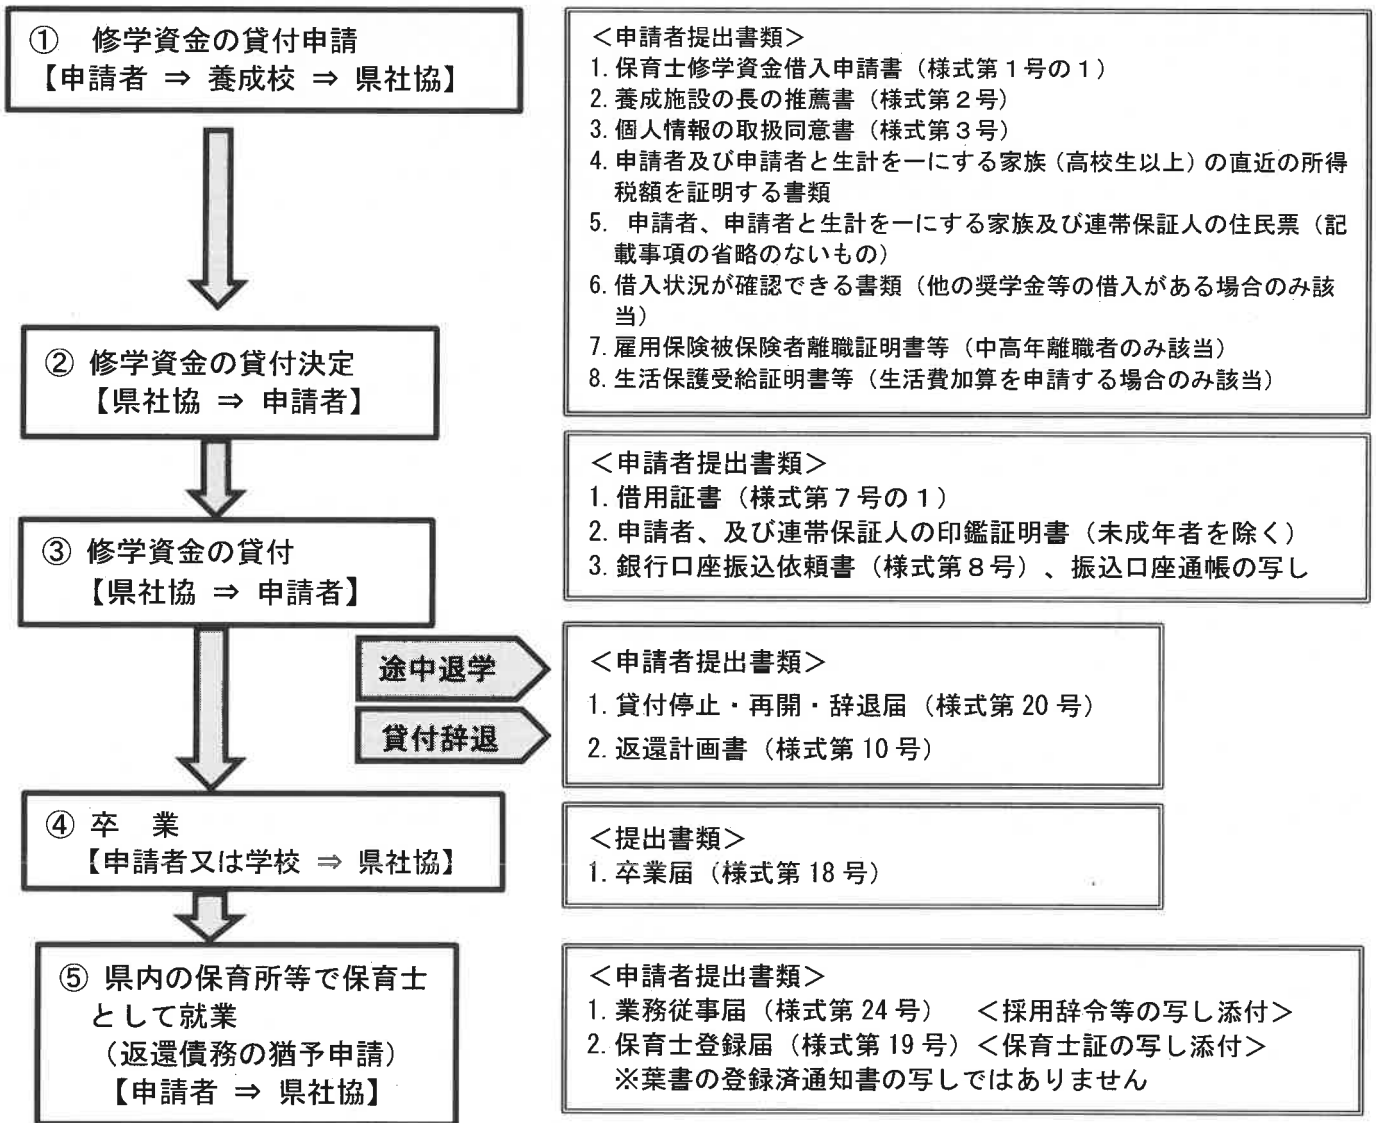 ① 修学資金の貸付申請
【申請者 ⇒ 養成校 ⇒ 県社協】
＜申請者提出書類＞
1. 保育士修学資金借入申請書（様式第１号の１）
2. 養成施設の長の推薦書（様式第２号）
3. 個人情報の取扱同意書（様式第３号）
4. 申請者及び申請者と生計を一にする家族（高校生以上）の直近の所得
税額を証明する書類
5. 申請者、申請者と生計を一にする家族及び連帯保証人の住民票（記
載事項の省略のないもの）
6. 借入状況が確認できる書類（他の奨学金等の借入がある場合のみ該
当）
7. 雇用保険被保険者離職証明書等（中高年離職者のみ該当）
8. 生活保護受給証明書等（生活費加算を申請する場合のみ該当）
② 修学資金の貸付決定
【県社協 ⇒ 申請者】
＜申請者提出書類＞
1. 借用証書（様式第７号の１）
2. 申請者、及び連帯保証人の印鑑証明書（未成年者を除く）
3. 銀行口座振込依頼書（様式第８号）、振込口座通帳の写し
③ 修学資金の貸付
【県社協 ⇒ 申請者】
途中退学
貸付辞退
＜申請者提出書類＞
1. 貸付停止・再開・辞退届（様式第 20 号）
2. 返還計画書（様式第 10 号）
④ 卒　業
【申請者又は学校 ⇒ 県社協】
＜提出書類＞
1. 卒業届（様式第 18 号）
⑤ 県内の保育所等で保育士
として就業
（返還債務の猶予申請）
【申請者 ⇒ 県社協】
＜申請者提出書類＞
1. 業務従事届（様式第 24 号）　＜採用辞令等の写し添付＞
2. 保育士登録届（様式第 19 号）＜保育士証の写し添付＞
※葉書の登録済通知書の写しではありません